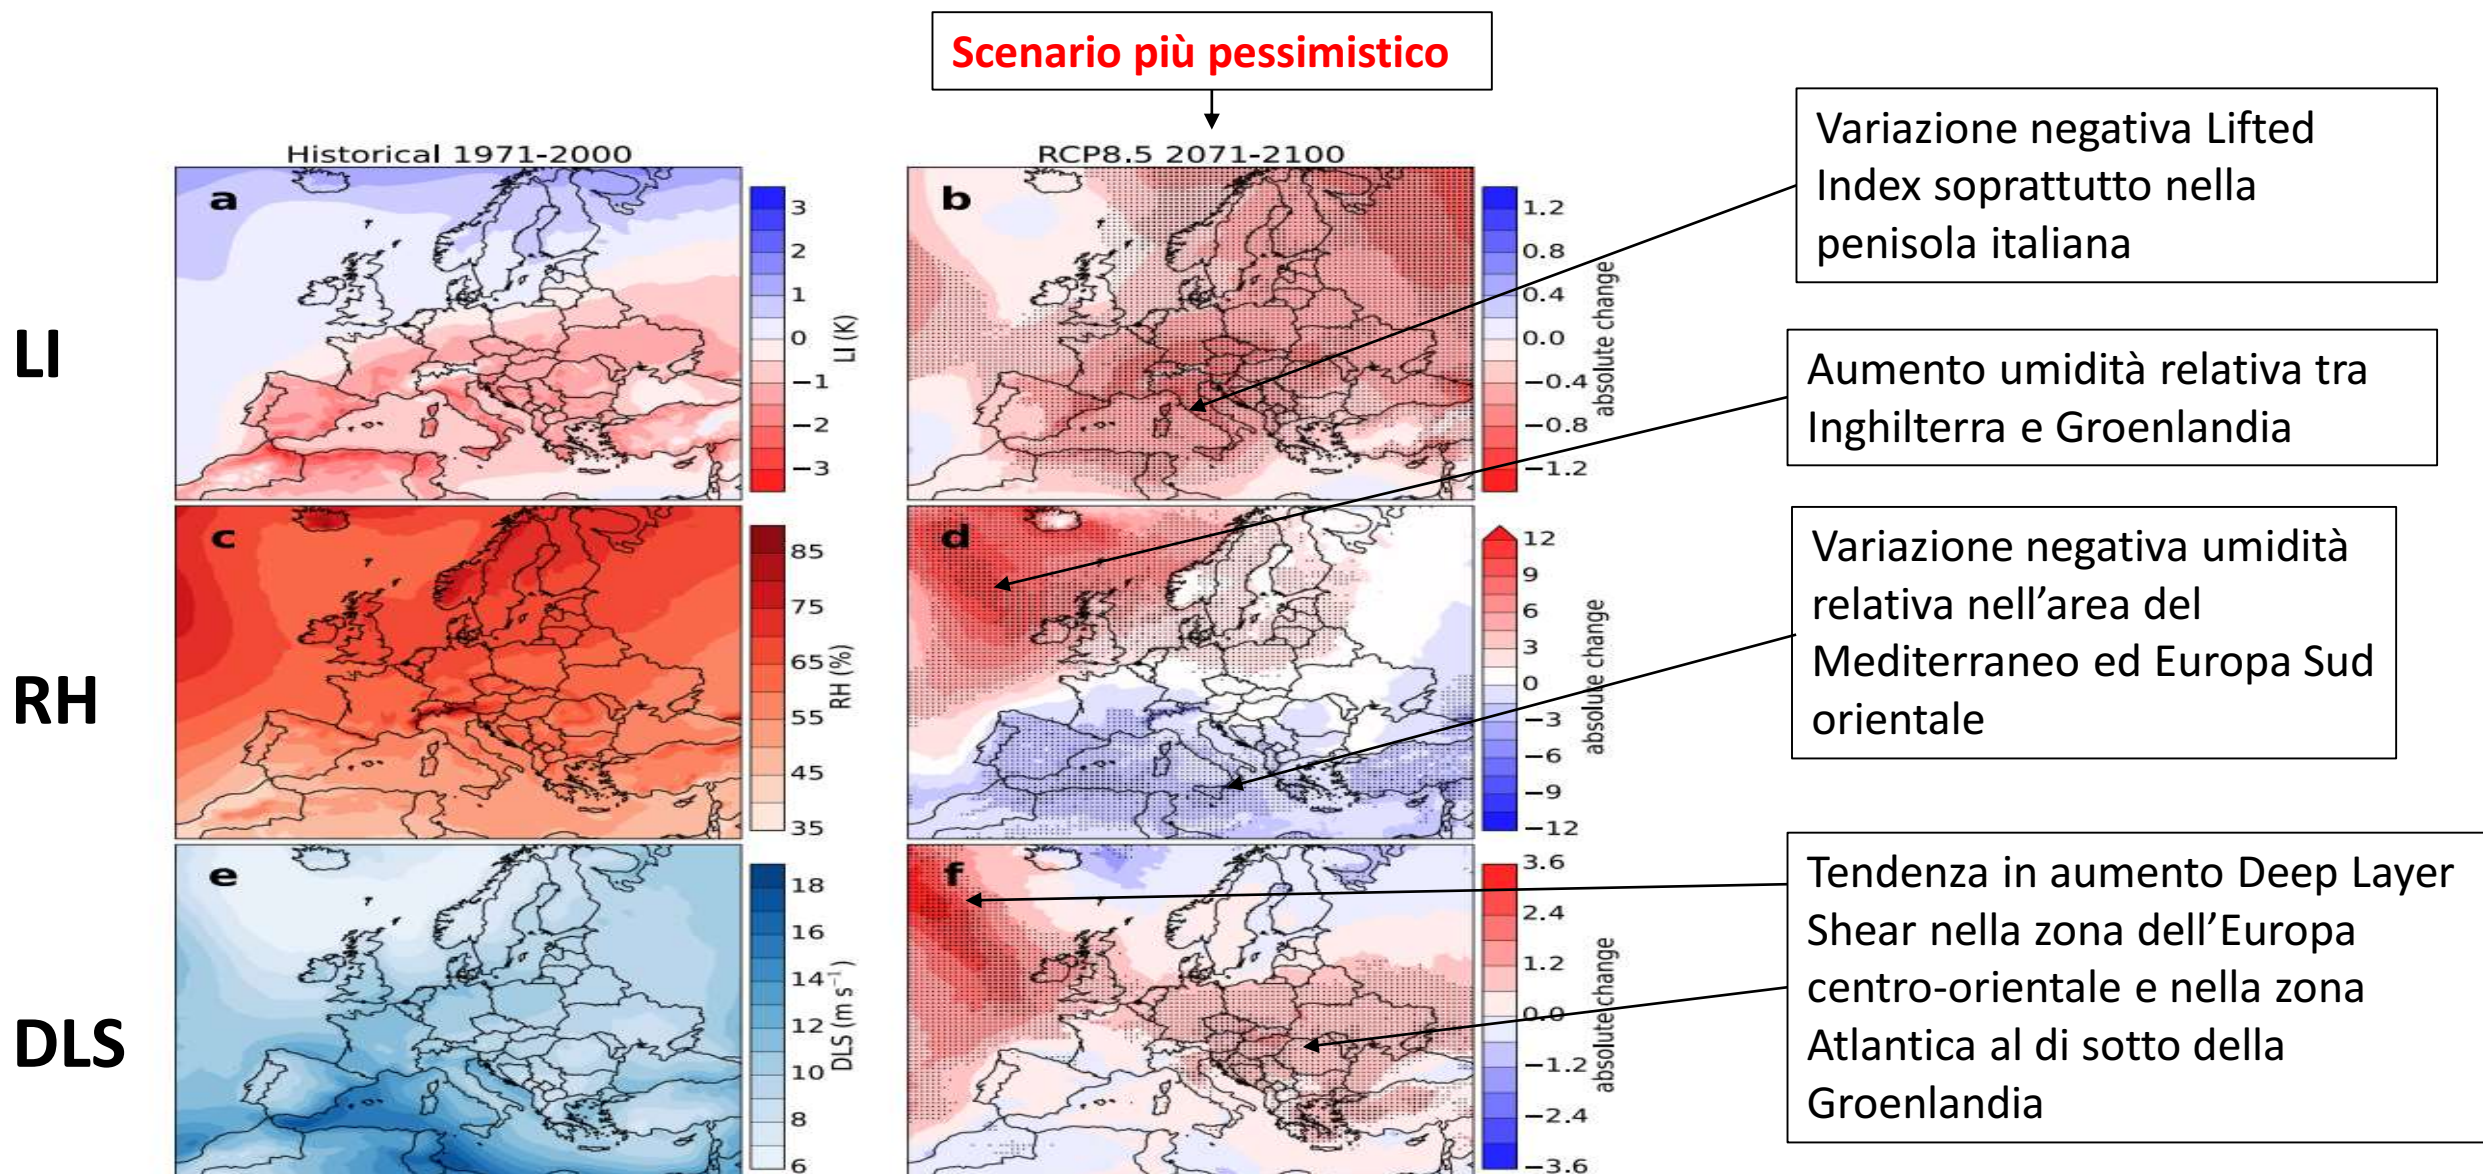 Scenario più pessimistico
Historical 1971-2000
RCP8.5 2071-2100
LI
a
3
2
1
0
−1
−2
−3
LI (K)
b
1.2
0.8
0.4
0.0
−0.4
−0.8
−1.2
absolute change
Variazione negativa Lifted
Index soprattutto nella
penisola italiana
RH
c
85
75
65
55
45
35
RH (%)
d
12
9
6
3
0
−3
−6
−9
−12
absolute change
Aumento umidità relativa tra
Inghilterra e Groenlandia
Variazione negativa umidità
relativa nell’area del
Mediterraneo ed Europa Sud
orientale
DLS
e
18
16
14
12
10
8
6
DLS (m s⁻¹)
f
3.6
2.4
1.2
0.0
−1.2
−2.4
−3.6
absolute change
Tendenza in aumento Deep Layer
Shear nella zona dell’Europa
centro-orientale e nella zona
Atlantica al di sotto della
Groenlandia